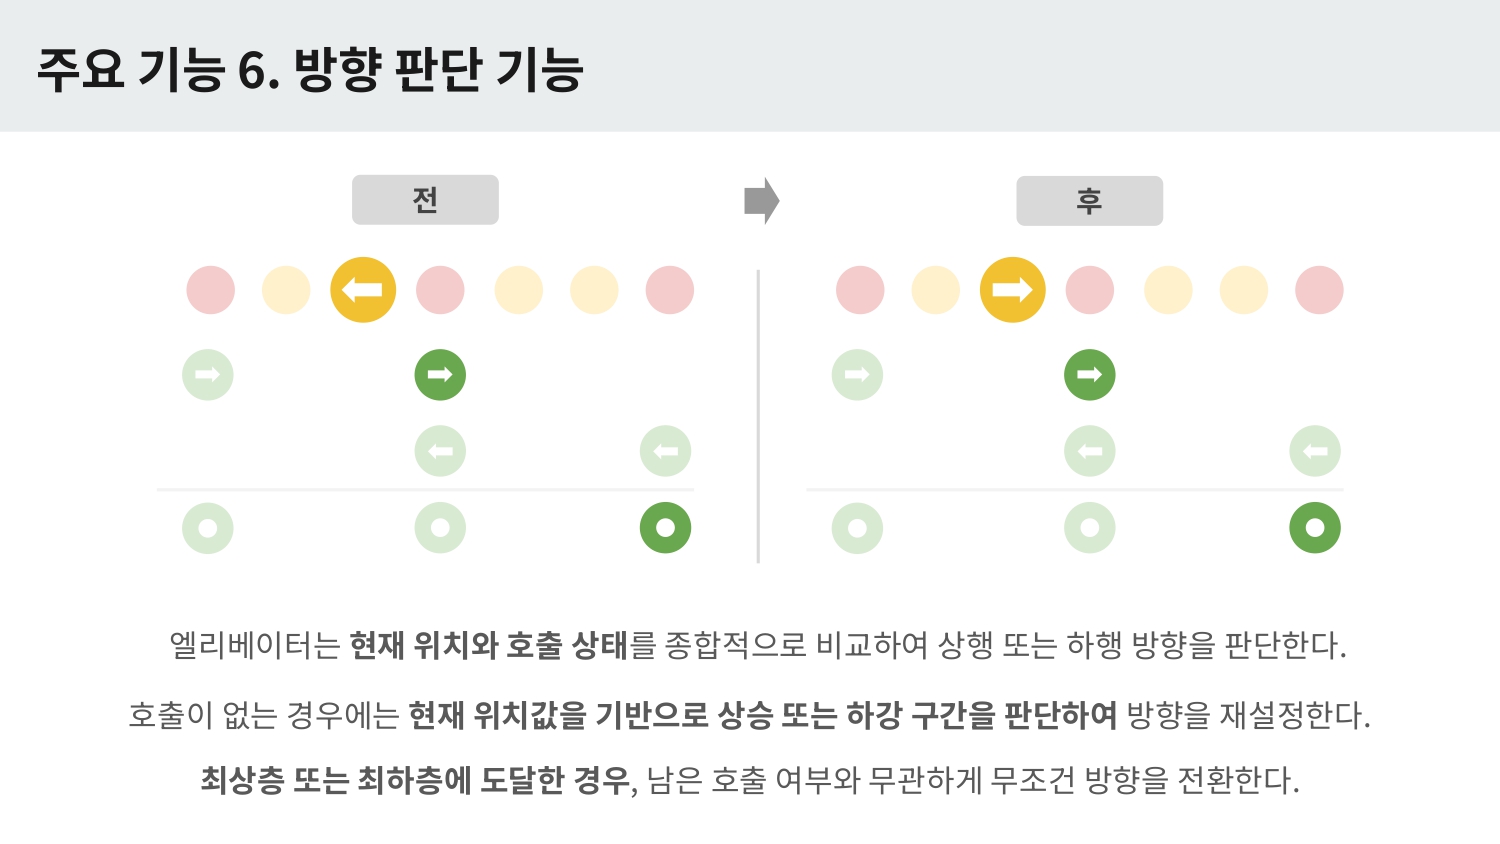 주요 기능 6. 방향 판단 기능
전
후
엘리베이터는 현재 위치와 호출 상태를 종합적으로 비교하여 상행 또는 하행 방향을 판단한다.
호출이 없는 경우에는 현재 위치값을 기반으로 상승 또는 하강 구간을 판단하여 방향을 재설정한다.
최상층 또는 최하층에 도달한 경우, 남은 호출 여부와 무관하게 무조건 방향을 전환한다.